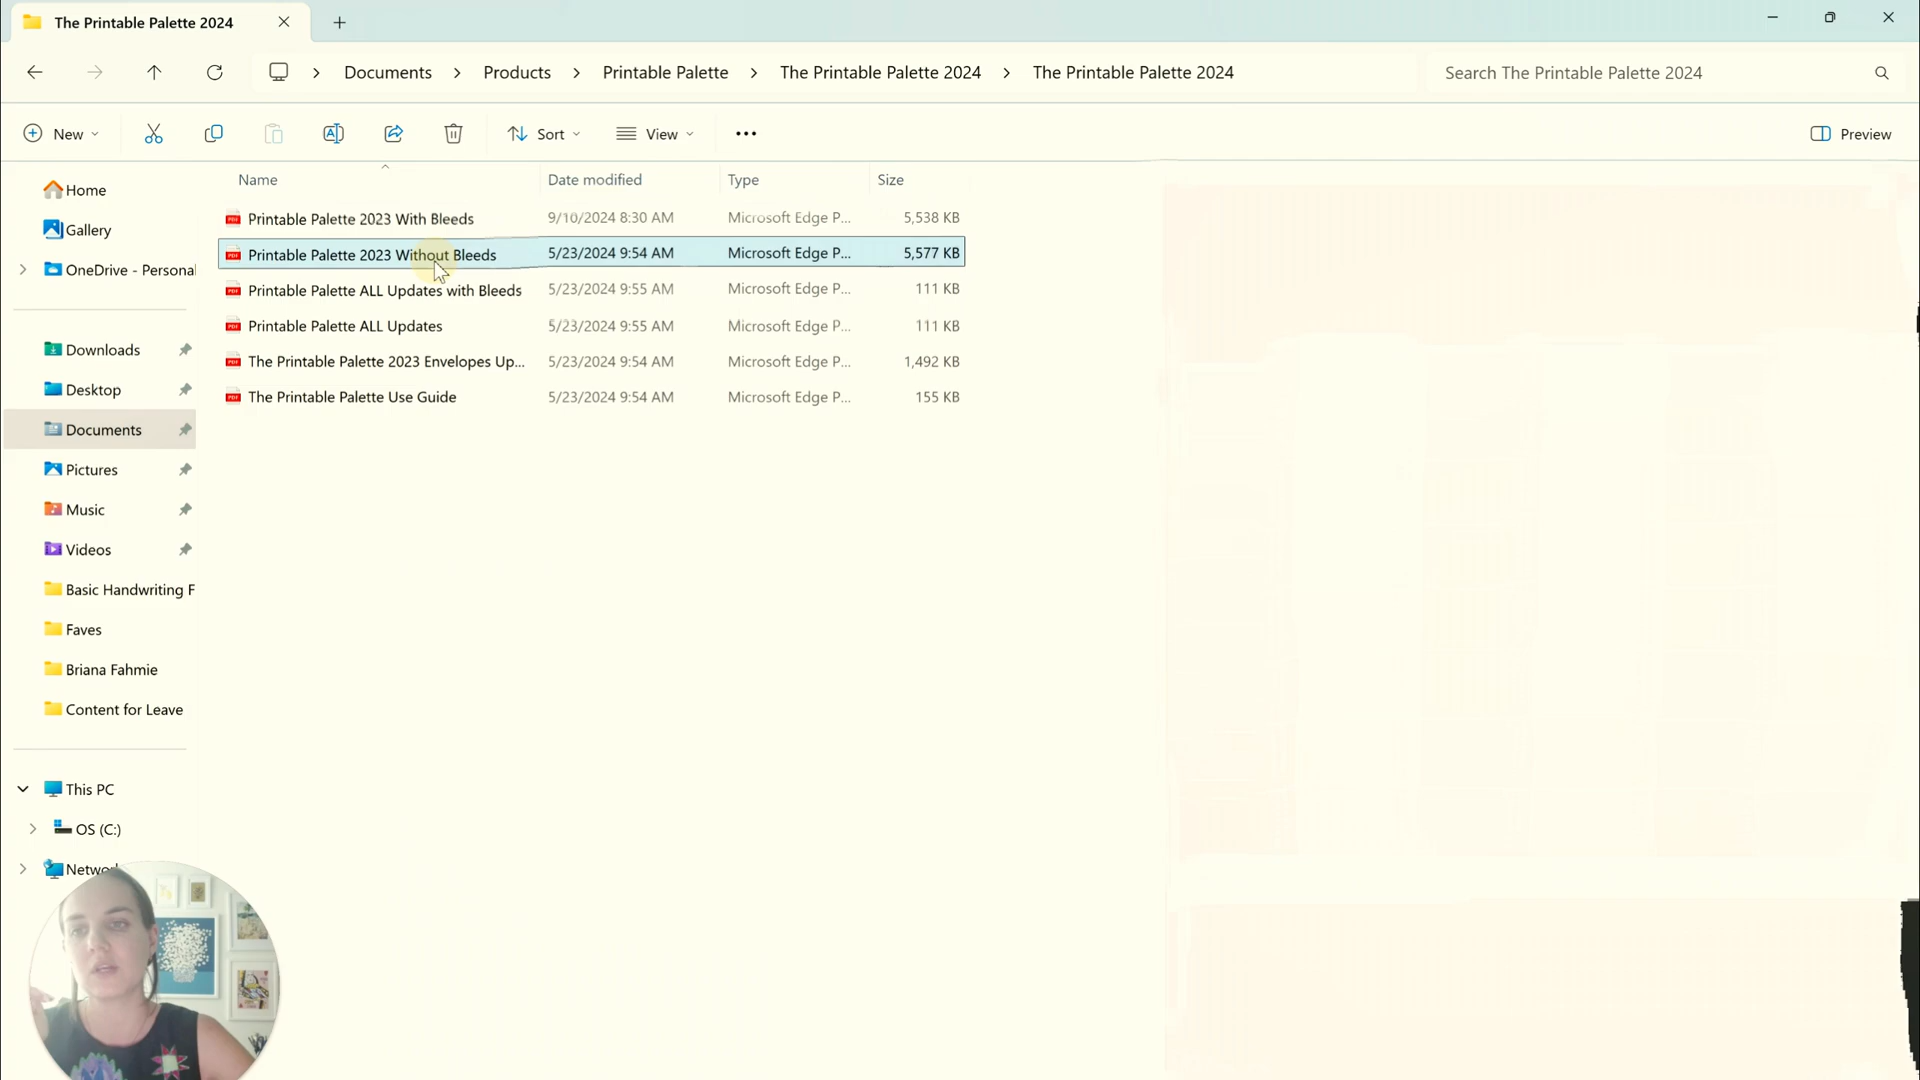 The Printable Palette 2024
Documents > Products > Printable Palette > The Printable Palette 2024 > The Printable Palette 2024
Search The Printable Palette 2024
New
Sort
View
Preview
Name Date modified Type Size
Printable Palette 2023 With Bleeds 9/10/2024 8:30 AM Microsoft Edge P... 5,538 KB
Printable Palette 2023 Without Bleeds 5/23/2024 9:54 AM Microsoft Edge P... 5,577 KB
Printable Palette ALL Updates with Bleeds 5/23/2024 9:55 AM Microsoft Edge P... 111 KB
Printable Palette ALL Updates 5/23/2024 9:55 AM Microsoft Edge P... 111 KB
The Printable Palette 2023 Envelopes Up... 5/23/2024 9:54 AM Microsoft Edge P... 1,492 KB
The Printable Palette Use Guide 5/23/2024 9:54 AM Microsoft Edge P... 155 KB
Home
Gallery
OneDrive - Personal
Downloads
Desktop
Documents
Pictures
Music
Videos
Basic Handwriting F
Faves
Briana Fahmie
Content for Leave
This PC
OS (C:)
Networ